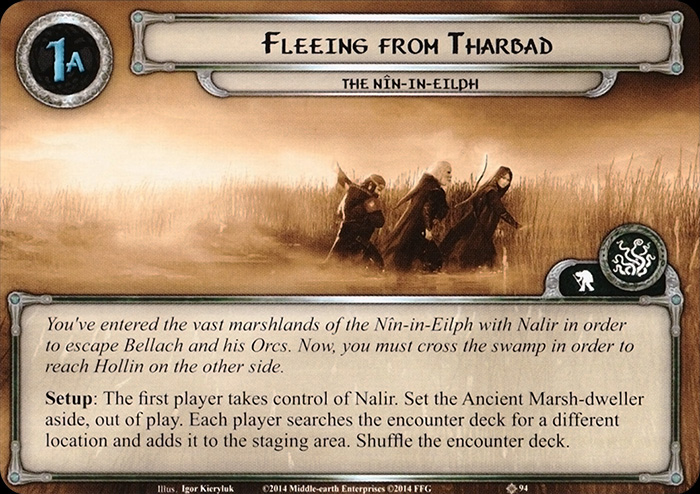 1A
Fleeing from Tharbad
The Nîn-in-Eilph
You've entered the vast marshlands of the Nîn-in-Eilph with Nalir in order
to escape Bellach and his Orcs. Now, you must cross the swamp in order to
reach Hollin on the other side.
Setup: The first player takes control of Nalir. Set the Ancient Marsh-dweller
aside, out of play. Each player searches the encounter deck for a different
location and adds it to the staging area. Shuffle the encounter deck.
Illus. Igor Kieryluk ©2014 Middle-earth Enterprises ©2014 FFG 94